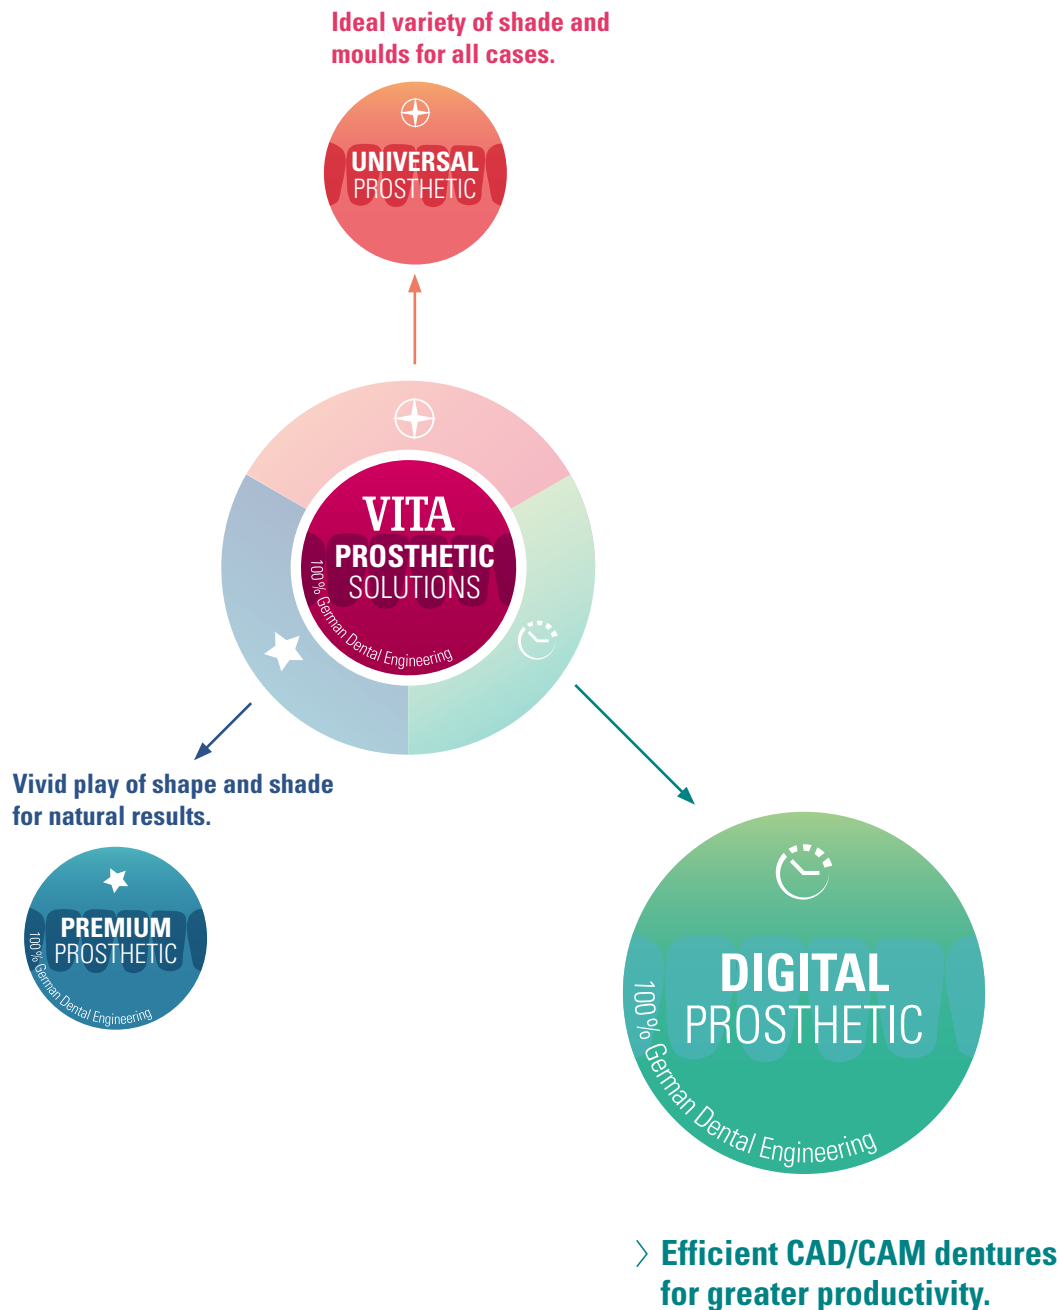 Ideal variety of shade and
moulds for all cases.
UNIVERSAL
PROSTHETIC
VITA
PROSTHETIC
SOLUTIONS
100% German Dental Engineering
Vivid play of shape and shade
for natural results.
PREMIUM
PROSTHETIC
100% German Dental Engineering
DIGITAL
PROSTHETIC
100% German Dental Engineering
〉Efficient CAD/CAM dentures
for greater productivity.